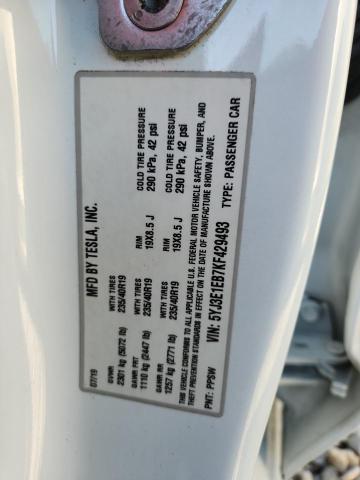 MFD BY TESLA, INC.
07/19
GVWR
2301 kg (5072 lb)
WITH TIRES
235/40R19
RIM
19X8.5 J
COLD TIRE PRESSURE
290 kPa, 42 psi
GAWR FRT
1110 kg (2447 lb)
WITH TIRES
235/40R19
RIM
19X8.5 J
COLD TIRE PRESSURE
290 kPa, 42 psi
GAWR RR
1257 kg (2771 lb)
WITH TIRES
235/40R19
THIS VEHICLE CONFORMS TO ALL APPLICABLE U.S. FEDERAL MOTOR VEHICLE SAFETY, BUMPER, AND
THEFT PREVENTION STANDARDS IN EFFECT ON THE DATE OF MANUFACTURE SHOWN ABOVE.
VIN: 5YJ3E1EB7KF429493
TYPE: PASSENGER CAR
PNT: PPSW